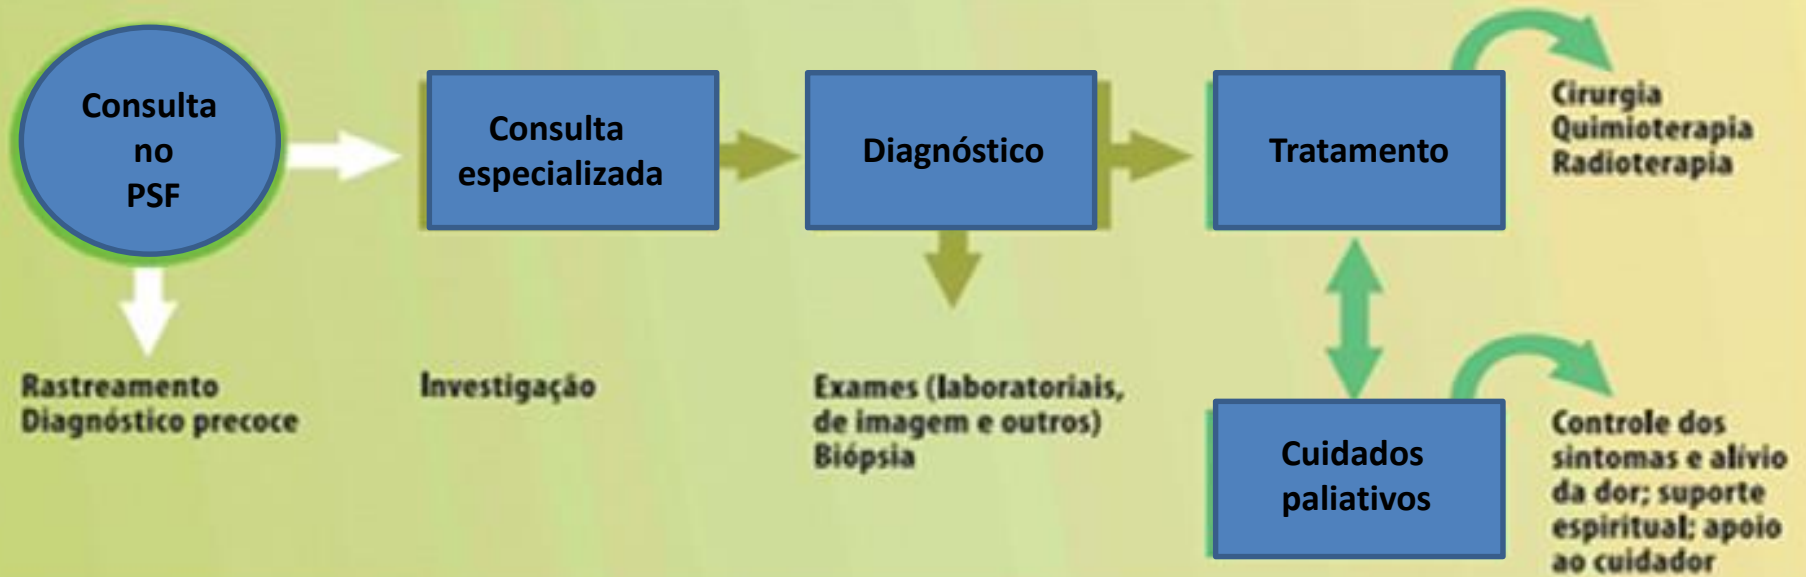 Consulta
no
PSF
Consulta
especializada
Diagnóstico
Tratamento
Cirurgia
Quimioterapia
Radioterapia
Rastreamento
Diagnóstico precoce
Investigação
Exames (laboratoriais,
de imagem e outros)
Biópsia
Cuidados
paliativos
Controle dos
sintomas e alívio
da dor; suporte
espiritual; apoio
ao cuidador